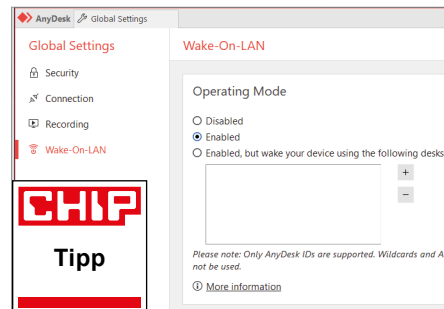 AnyDesk Global Settings
Global Settings
Security
Connection
Recording
Wake-On-LAN
CHIP
Tipp
Wake-On-LAN
Operating Mode
Disabled
Enabled
Enabled, but wake your device using the following desks
+
−
Please note: Only AnyDesk IDs are supported. Wildcards and A
not be used.
More information